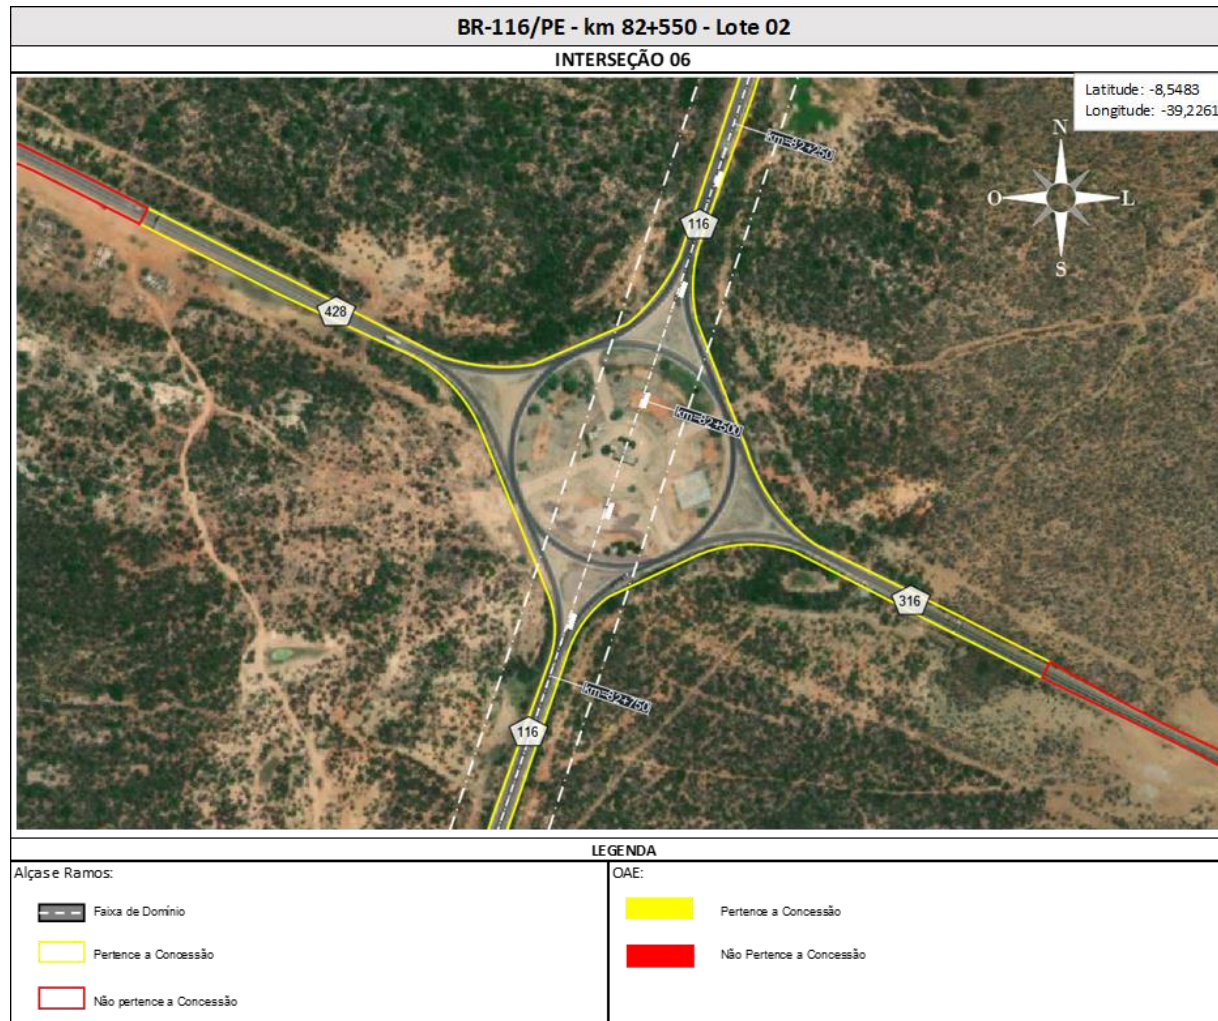 BR-116/PE - km 82+550 - Lote 02
INTERSEÇÃO 06
Latitude: -8,5483
Longitude: -39,2261
N
O
L
S
km=82+250
116
428
km=82+500
316
km=82+750
116
LEGENDA
Alças e Ramos:
Faixa de Domínio
Pertence a Concessão
Não pertence a Concessão
OAE:
Pertence a Concessão
Não Pertence a Concessão